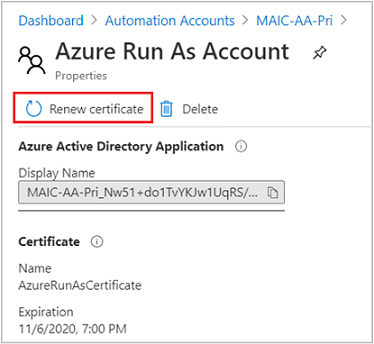 Dashboard > Automation Accounts > MAIC-AA-Pri >
Azure Run As Account
Properties
Renew certificate Delete
Azure Active Directory Application
Display Name
MAIC-AA-Pri_Nw51+do1TvYKJw1UqRS/...
Certificate
Name
AzureRunAsCertificate
Expiration
11/6/2020, 7:00 PM